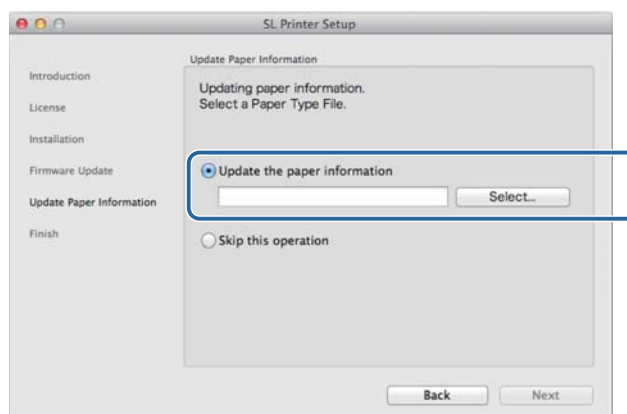 SL Printer Setup
Introduction
License
Installation
Firmware Update
Update Paper Information
Finish
Update Paper Information
Updating paper information.
Select a Paper Type File.
Update the paper information
Select...
Skip this operation
Back
Next